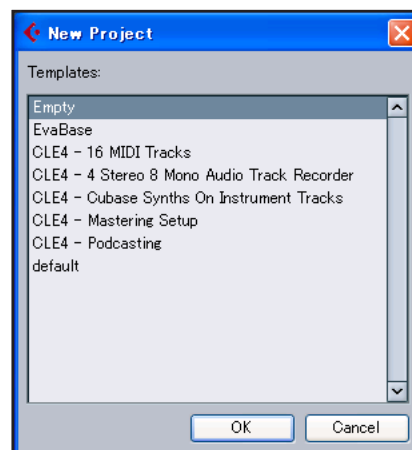 New Project
Templates:
Empty
EvaBase
CLE4 - 16 MIDI Tracks
CLE4 - 4 Stereo 8 Mono Audio Track Recorder
CLE4 - Cubase Synths On Instrument Tracks
CLE4 - Mastering Setup
CLE4 - Podcasting
default
OK Cancel